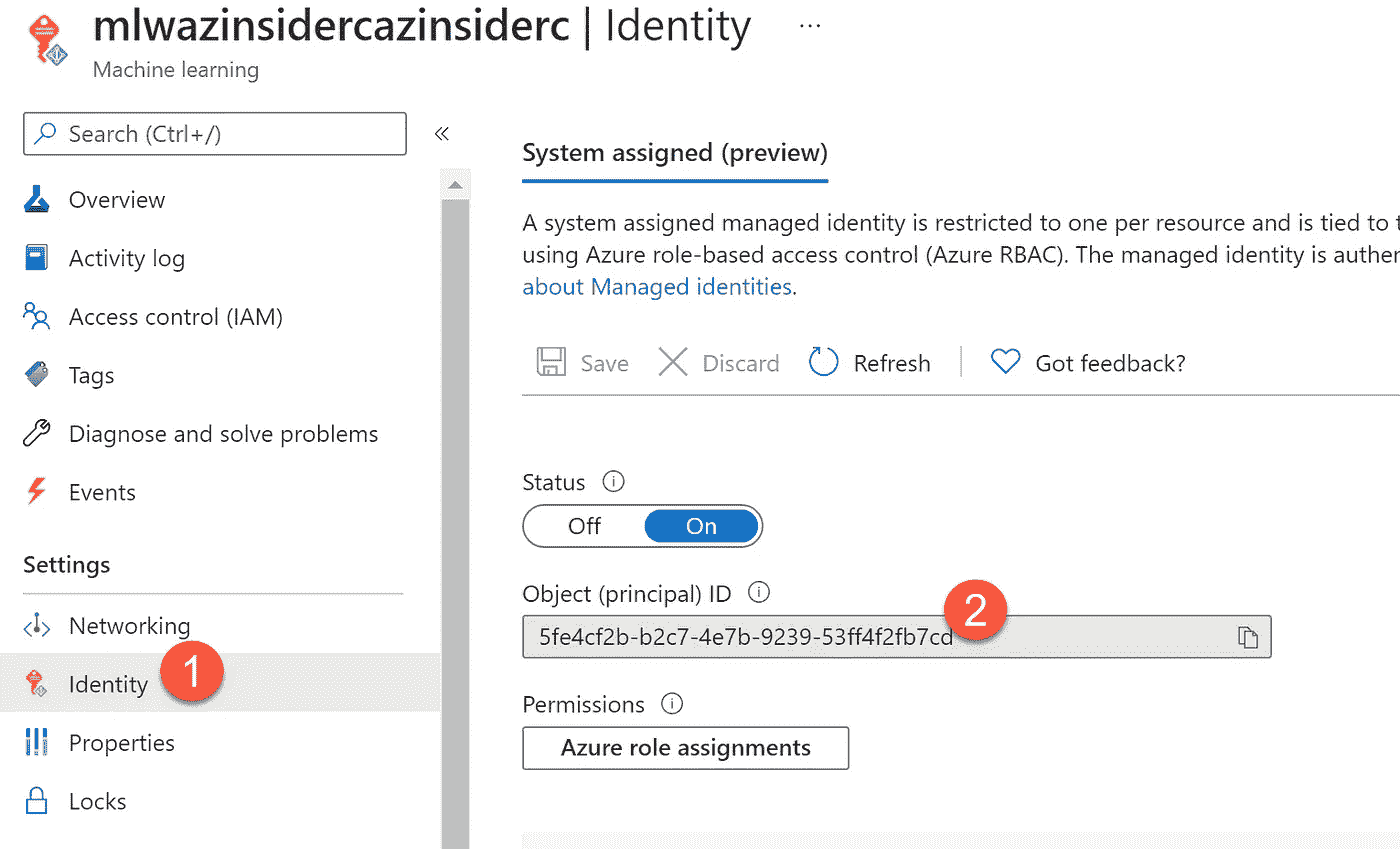 mlwazinsidercazinsiderc | Identity ...
Machine learning
Search (Ctrl+/)
«
Overview
Activity log
Access control (IAM)
Tags
Diagnose and solve problems
Events
Settings
Networking
Identity
1
Properties
Locks
System assigned (preview)
A system assigned managed identity is restricted to one per resource and is tied to
using Azure role-based access control (Azure RBAC). The managed identity is
about Managed identities.
Save Discard Refresh Got feedback?
Status
Off On
Object (principal) ID
2
5fe4cf2b-b2c7-4e7b-9239-53ff4f2fb7cd
Permissions
Azure role assignments